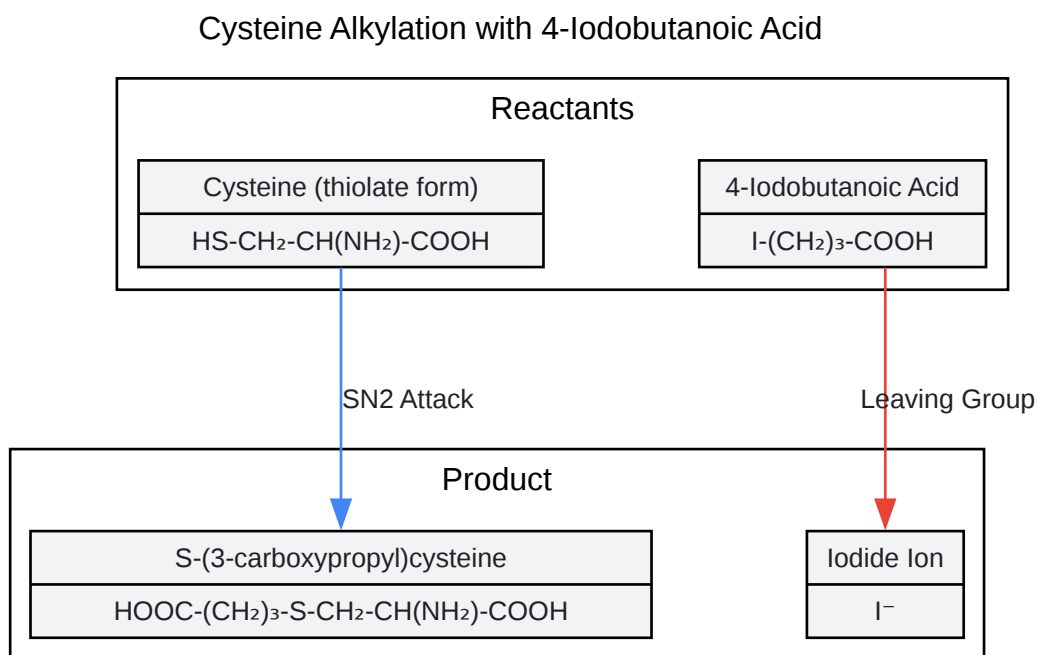 Cysteine Alkylation with 4-Iodobutanoic Acid
Reactants
Cysteine (thiolate form)
HS-CH₂-CH(NH₂)-COOH
4-Iodobutanoic Acid
I-(CH₂)₃-COOH
SN2 Attack
Leaving Group
Product
S-(3-carboxypropyl)cysteine
HOOC-(CH₂)₃-S-CH₂-CH(NH₂)-COOH
Iodide Ion
I⁻